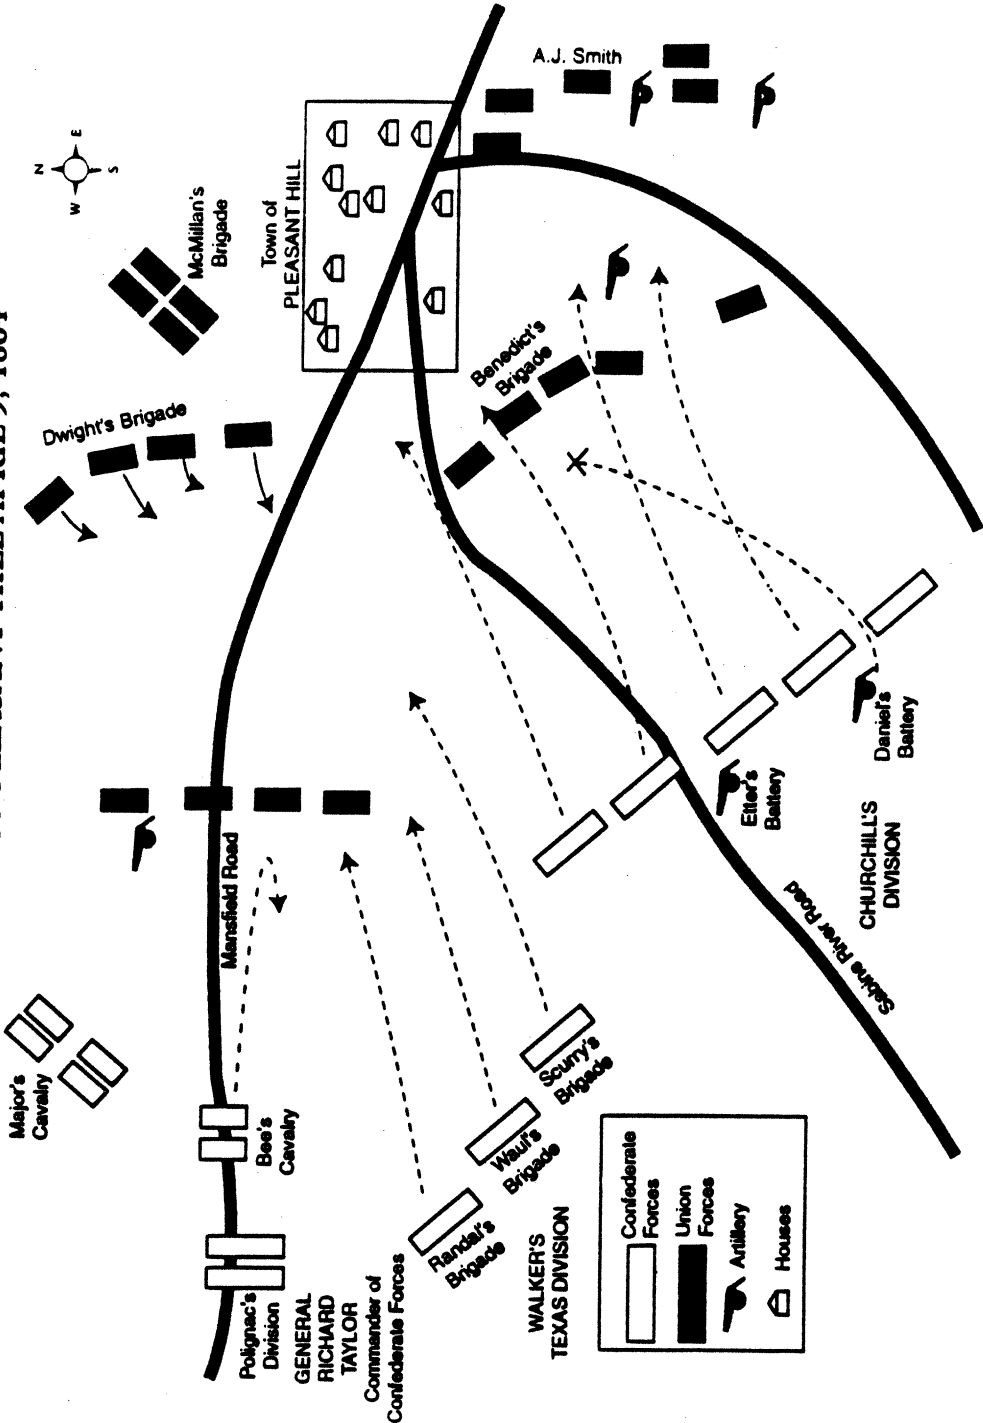 N
W
E
S
Major's
Cavalry
Dwight's Brigade
McMillan's
Brigade
Town of
PLEASANT HILL
A.J. Smith
Mansfield Road
Benedict's
Brigade
Polignac's
Division
Bee's
Cavalry
GENERAL
RICHARD
TAYLOR
Commander of
Confederate Forces
Randal's
Brigade
Waul's
Brigade
Scurry's
Brigade
WALKER'S
TEXAS DIVISION
Etter's
Battery
Daniel's
Battery
CHURCHILL'S
DIVISION
Sabine River Road
Confederate
Forces
Union
Forces
Artillery
Houses